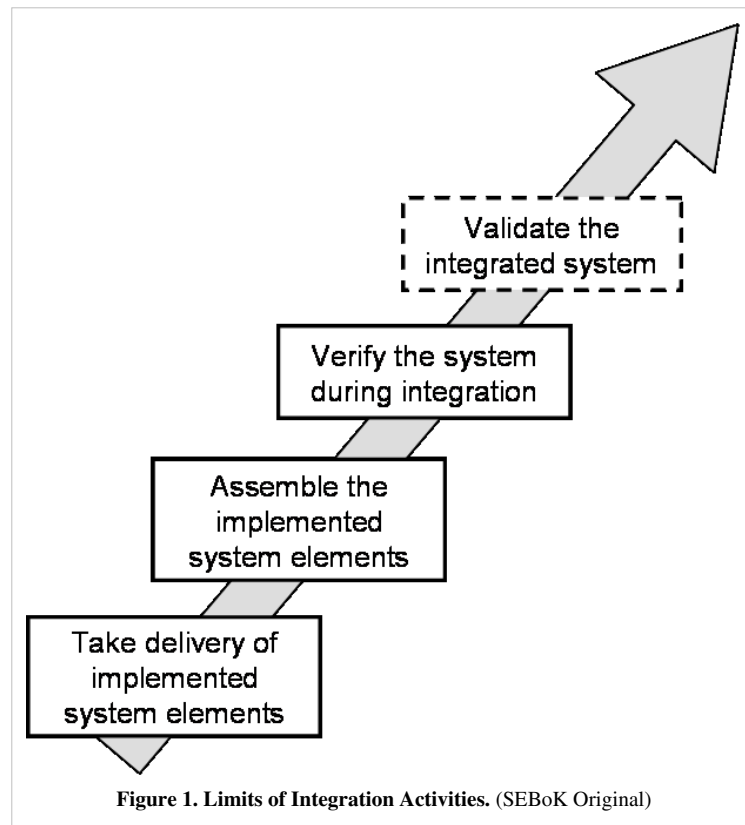 Validate the
integrated system
Verify the system
during integration
Assemble the
implemented
system elements
Take delivery of
implemented
system elements
Figure 1. Limits of Integration Activities. (SEBoK Original)